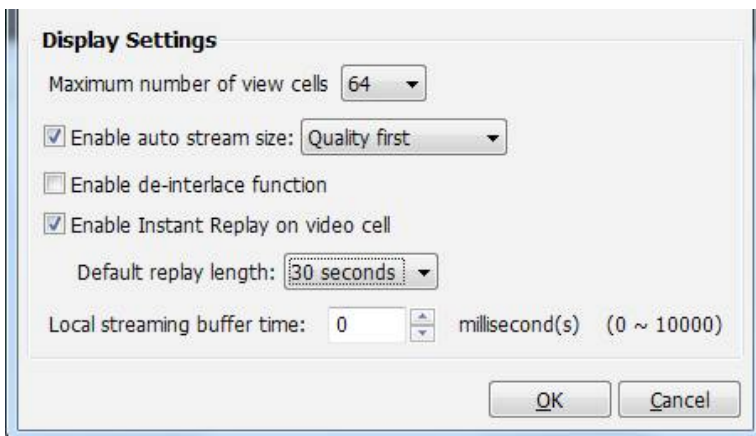 Display Settings
Maximum number of view cells 64
Enable auto stream size: Quality first
Enable de-interlace function
Enable Instant Replay on video cell
Default replay length: 30 seconds
Local streaming buffer time: 0 millisecond(s) (0 ~ 10000)
OK Cancel